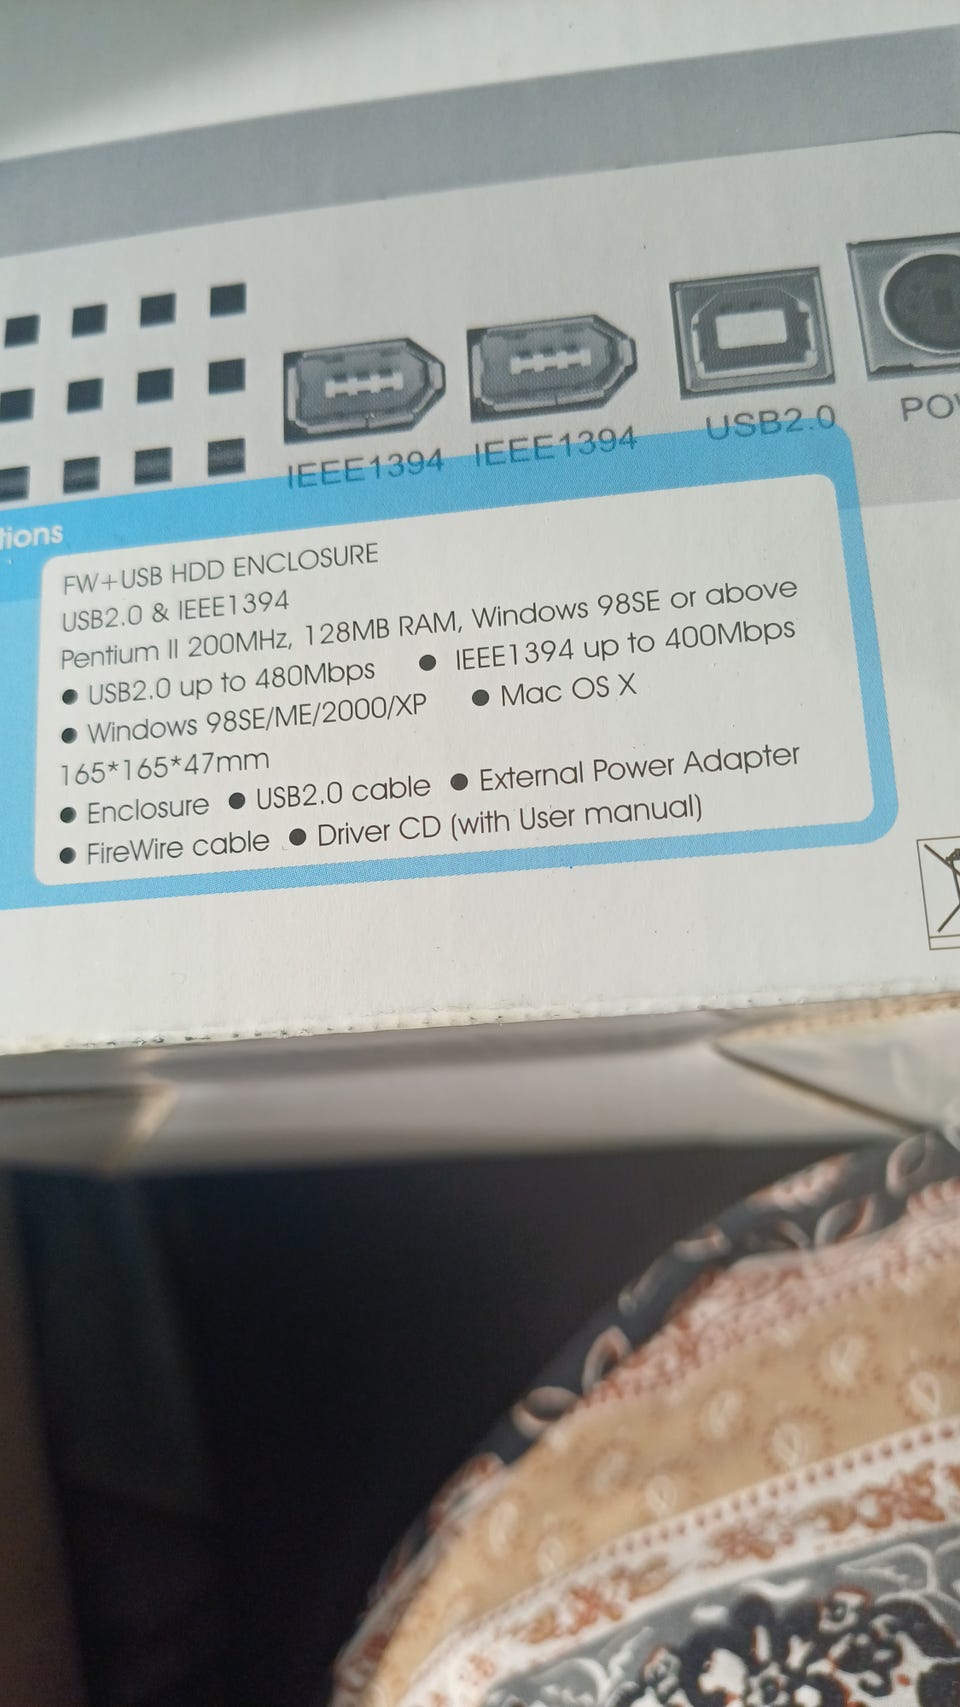 IEEE1394 IEEE1394 USB2.0
FW+USB HDD ENCLOSURE
USB2.0 & IEEE1394
Pentium II 200MHz, 128MB RAM, Windows 98SE or above
● USB2.0 up to 480Mbps ● IEEE1394 up to 400Mbps
● Windows 98SE/ME/2000/XP ● Mac OS X
165*165*47mm
● Enclosure ● USB2.0 cable ● External Power Adapter
● FireWire cable ● Driver CD (with User manual)